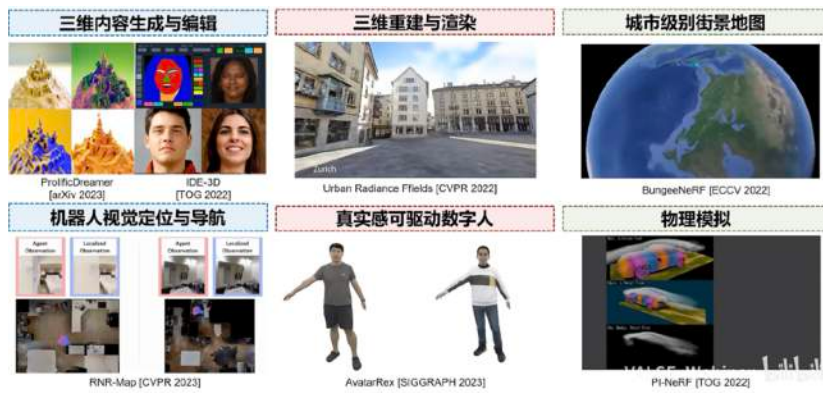 三维内容生成与编辑
三维重建与渲染
城市级别街景地图
Zurich
ProlificDreamer
[arXiv 2023]
IDE-3D
[TOG 2022]
Urban Radiance Ffields [CVPR 2022]
BungeeNeRF [ECCV 2022]
机器人视觉定位与导航
真实感可驱动数字人
物理模拟
Agent
Observation
Localized
Observation
Agent
Observation
Localized
Observation
RNR-Map [CVPR 2023]
AvatarRex [SIGGRAPH 2023]
VALSE Webinar
PI-NeRF [TOG 2022]